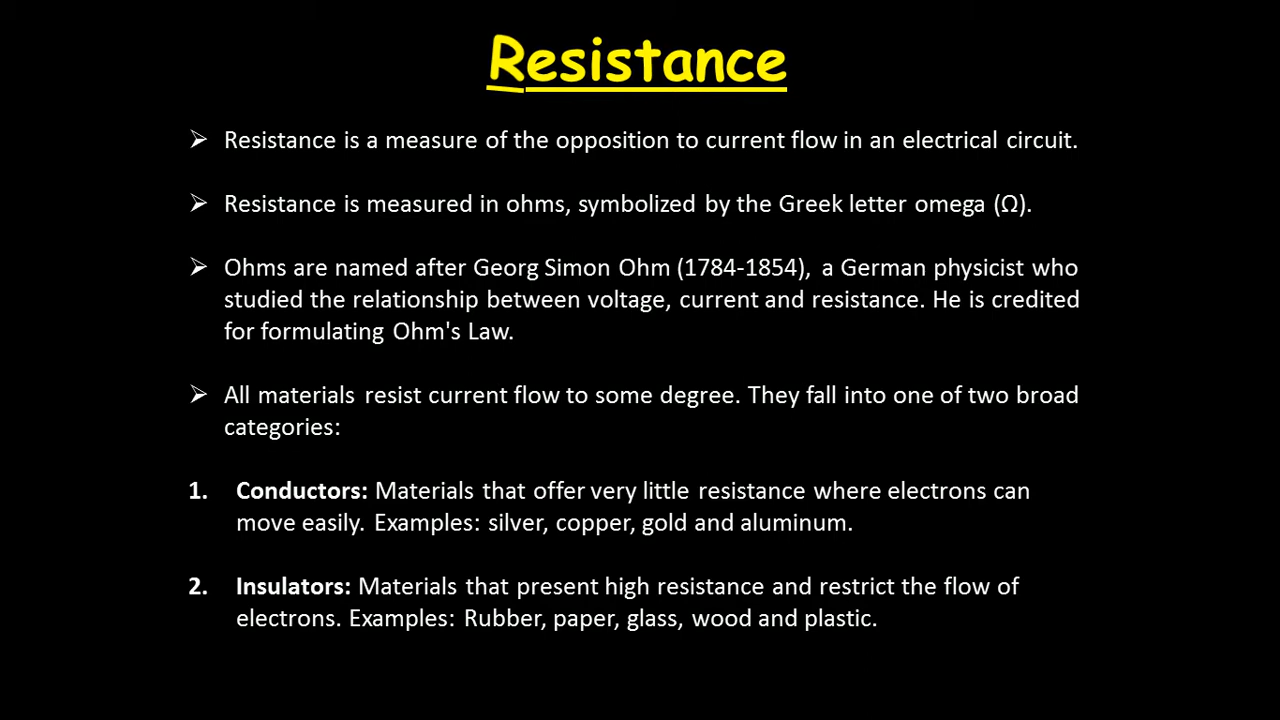 Resistance
➢ Resistance is a measure of the opposition to current flow in an electrical circuit.
➢ Resistance is measured in ohms, symbolized by the Greek letter omega (Ω).
➢ Ohms are named after Georg Simon Ohm (1784-1854), a German physicist who
studied the relationship between voltage, current and resistance. He is credited
for formulating Ohm's Law.
➢ All materials resist current flow to some degree. They fall into one of two broad
categories:
1. Conductors: Materials that offer very little resistance where electrons can
move easily. Examples: silver, copper, gold and aluminum.
2. Insulators: Materials that present high resistance and restrict the flow of
electrons. Examples: Rubber, paper, glass, wood and plastic.